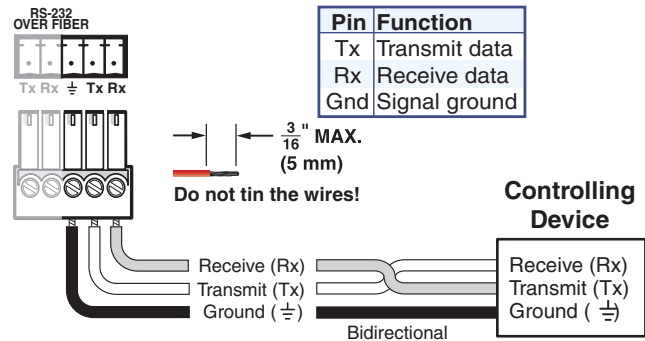 RS-232
OVER FIBER
Tx Rx ⏚ Tx Rx
Pin Function
Tx Transmit data
Rx Receive data
Gnd Signal ground
3/16" MAX.
(5 mm)
Do not tin the wires!
Controlling
Device
Receive (Rx)
Transmit (Tx)
Ground (⏚)
Bidirectional
Receive (Rx)
Transmit (Tx)
Ground (⏚)